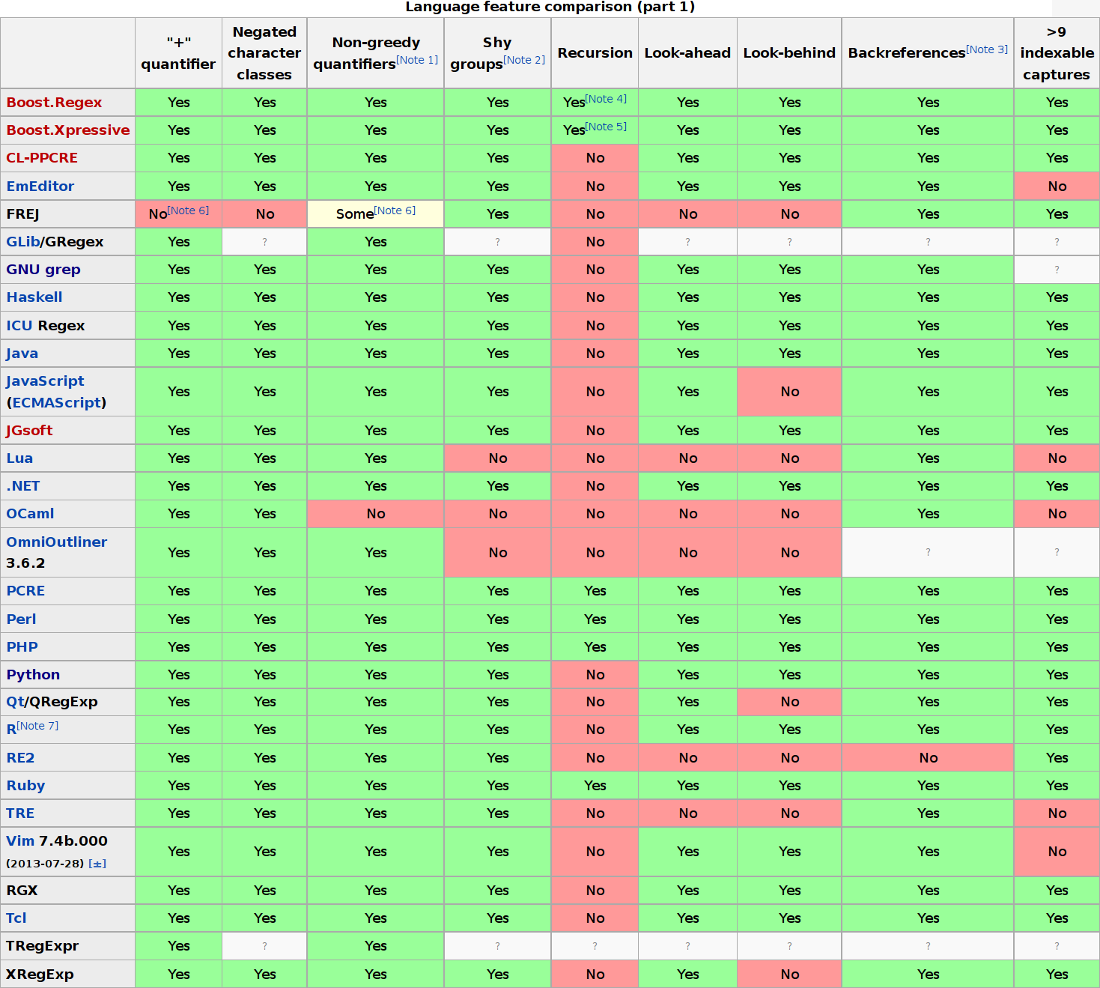 Language feature comparison (part 1)
"+" quantifier Negated character classes Non-greedy quantifiers[Note 1] Shy groups[Note 2] Recursion Look-ahead Look-behind Backreferences[Note 3] >9 indexable captures
Boost.Regex Yes Yes Yes Yes Yes[Note 4] Yes Yes Yes Yes
Boost.Xpressive Yes Yes Yes Yes Yes[Note 5] Yes Yes Yes Yes
CL-PPCRE Yes Yes Yes Yes No Yes Yes Yes Yes
EmEditor Yes Yes Yes Yes No Yes Yes Yes No
FREJ No[Note 6] No Some[Note 6] Yes No No No Yes Yes
GLib/GRegex Yes ? Yes ? No ? ? ? ?
GNU grep Yes Yes Yes Yes No Yes Yes Yes ?
Haskell Yes Yes Yes Yes No Yes Yes Yes Yes
ICU Regex Yes Yes Yes Yes No Yes Yes Yes Yes
Java Yes Yes Yes Yes No Yes Yes Yes Yes
JavaScript (ECMAScript) Yes Yes Yes Yes No Yes No Yes Yes
JGsoft Yes Yes Yes Yes No Yes Yes Yes Yes
Lua Yes Yes Yes No No No No Yes No
.NET Yes Yes Yes Yes No Yes Yes Yes Yes
OCaml Yes Yes No No No No No Yes No
OmniOutliner 3.6.2 Yes Yes Yes No No No No ? ?
PCRE Yes Yes Yes Yes Yes Yes Yes Yes Yes
Perl Yes Yes Yes Yes Yes Yes Yes Yes Yes
PHP Yes Yes Yes Yes Yes Yes Yes Yes Yes
Python Yes Yes Yes Yes No Yes Yes Yes Yes
Qt/QRegExp Yes Yes Yes Yes No Yes No Yes Yes
R[Note 7] Yes Yes Yes Yes No Yes Yes Yes Yes
RE2 Yes Yes Yes Yes No No No No Yes
Ruby Yes Yes Yes Yes Yes Yes Yes Yes Yes
TRE Yes Yes Yes Yes No No No Yes No
Vim 7.4b.000 (2013-07-28) [±] Yes Yes Yes Yes No Yes Yes Yes No
RGX Yes Yes Yes Yes No Yes Yes Yes Yes
Tcl Yes Yes Yes Yes No Yes Yes Yes Yes
TRegExpr Yes ? Yes ? ? ? ? ? ?
XRegExp Yes Yes Yes Yes No Yes No Yes Yes